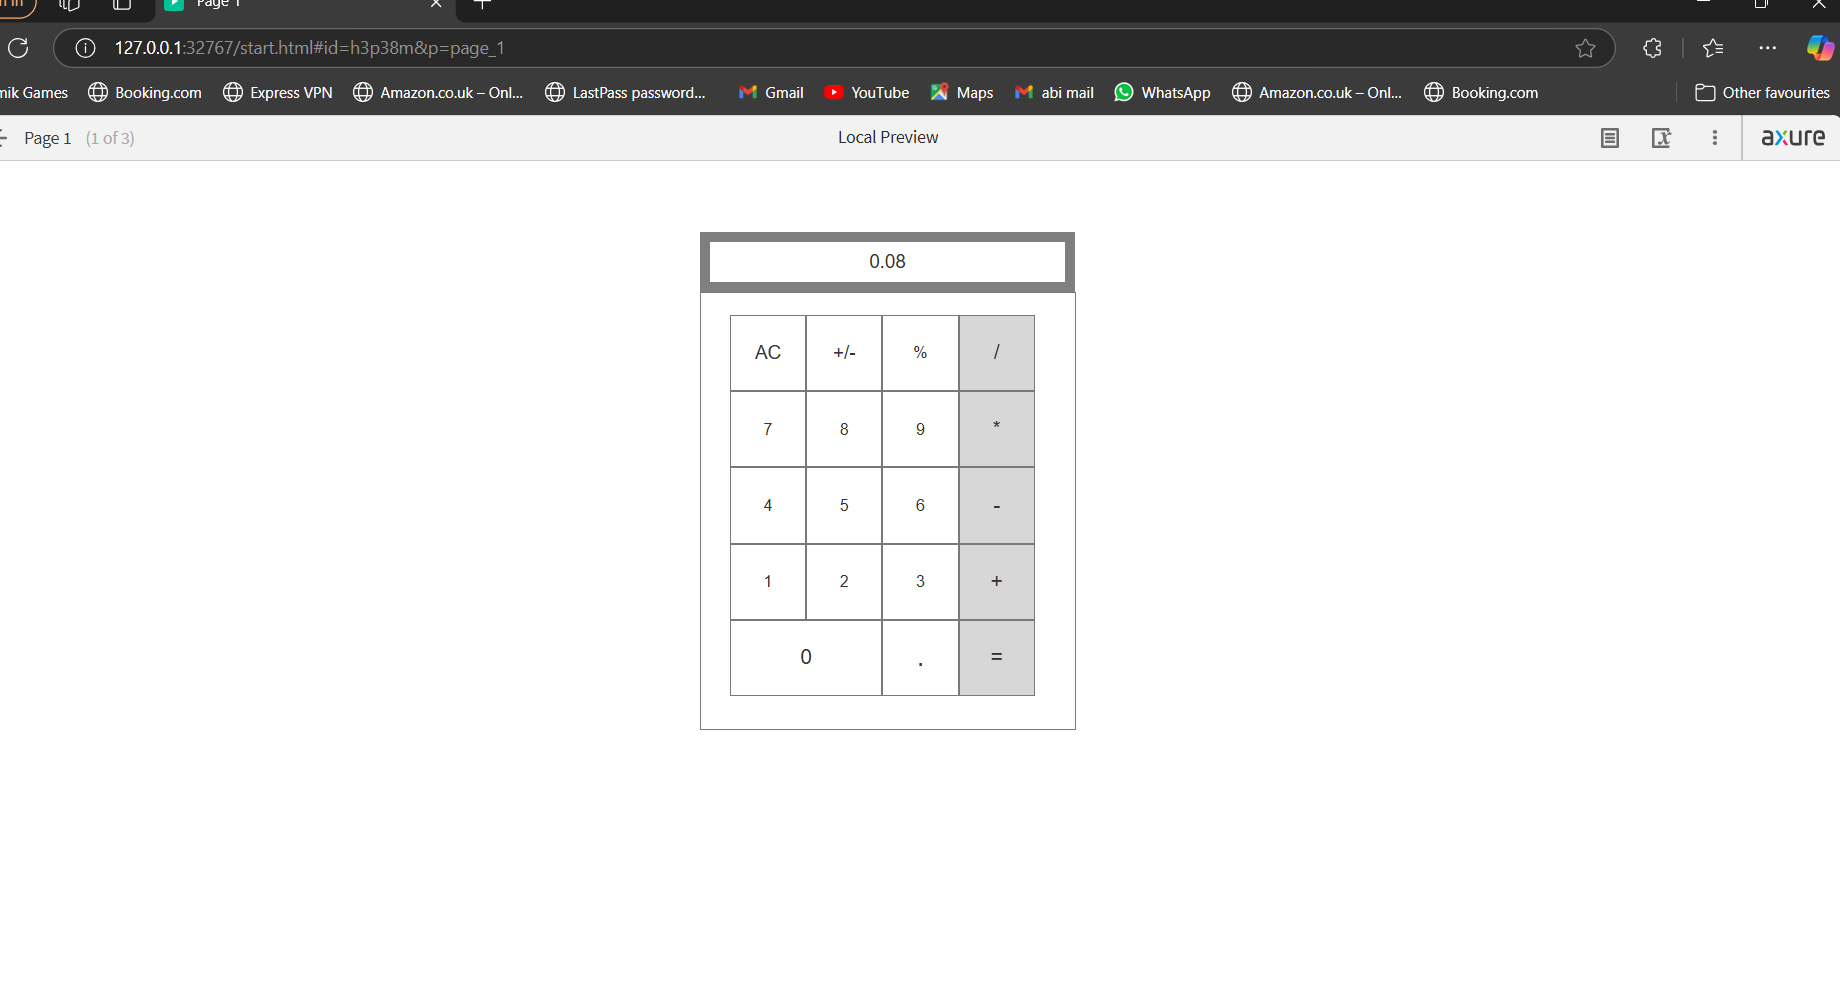 Page 1
127.0.0.1:32767/start.html#id=h3p38m&p=page_1
mik Games Booking.com Express VPN Amazon.co.uk – Onl... LastPass password... Gmail YouTube Maps abi mail WhatsApp Amazon.co.uk – Onl... Booking.com Other favourites
Page 1 (1 of 3) Local Preview axure
0.08
AC +/- % /
7 8 9 *
4 5 6 -
1 2 3 +
0 . =